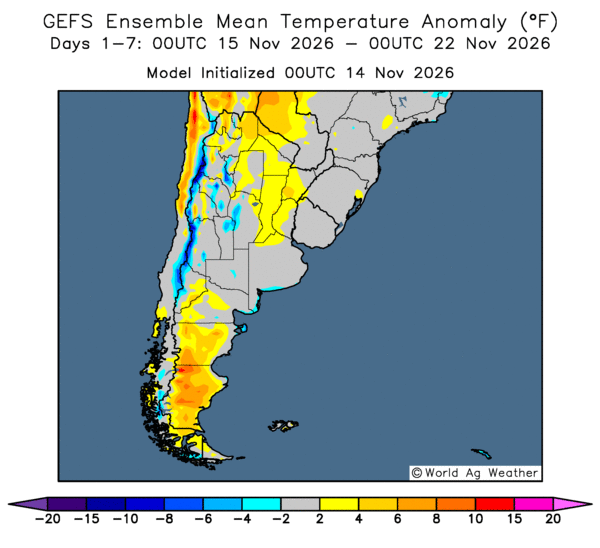 GEFS Ensemble Mean Temperature Anomaly (°F)
Days 1-7: 00UTC 15 Nov 2026 - 00UTC 22 Nov 2026
Model Initialized 00UTC 14 Nov 2026
© World Ag Weather
-20 -15 -10 -8 -6 -4 -2 2 4 6 8 10 15 20